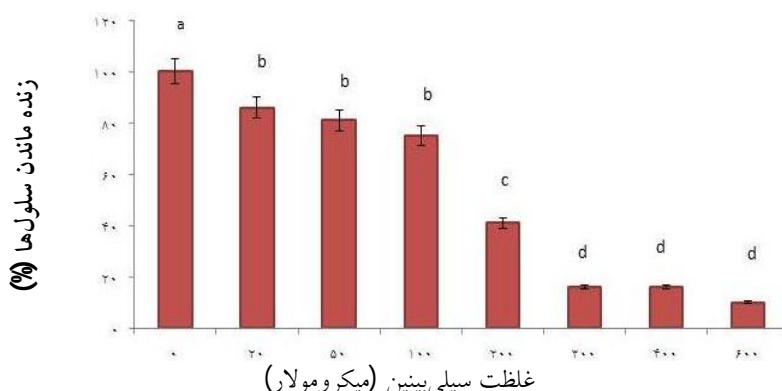 زنده ماندن سلول‌ها (%)
۱۲۰
۱۰۰
۸۰
۶۰
۴۰
۲۰
۰
a
b
b
b
c
d
d
d
۰ ۲۰ ۵۰ ۱۰۰ ۲۰۰ ۳۰۰ ۴۰۰ ۶۰۰
غلظت سیلی‌بینین (میکرومولار)